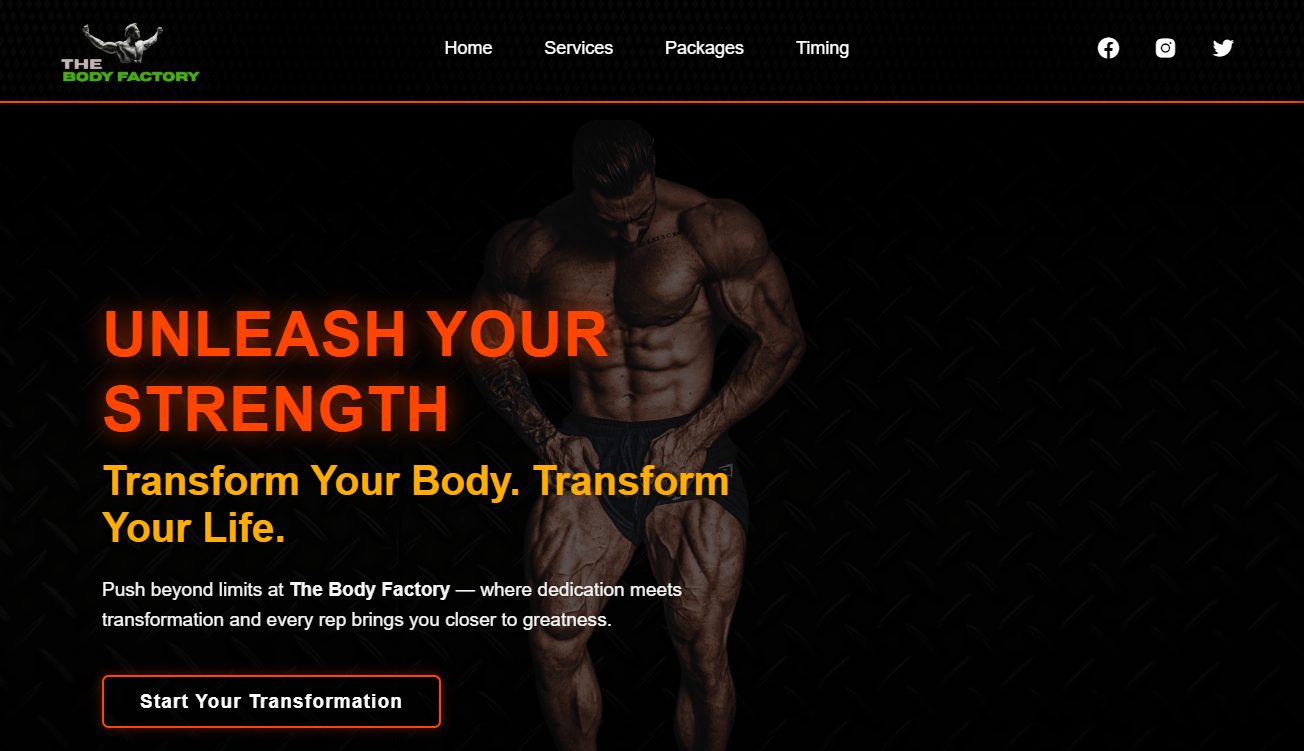 THE
BODY FACTORY
Home Services Packages Timing
UNLEASH YOUR
STRENGTH
Transform Your Body. Transform
Your Life.
Push beyond limits at The Body Factory — where dedication meets
transformation and every rep brings you closer to greatness.
Start Your Transformation